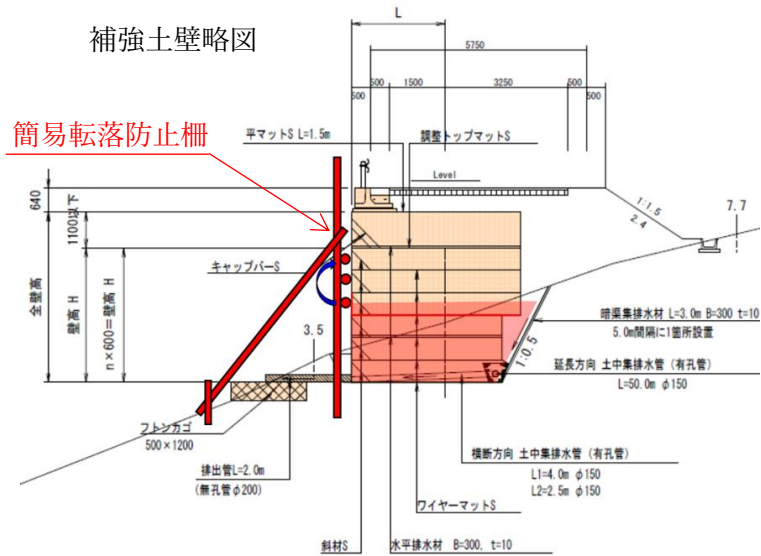 補強土壁略図
L
5750
500 1500 3250 500
500 500
簡易転落防止柵
平マットS L=1.5m
調整トップマットS
Level
640
1100以下
1:1.5
2.4
7.7
キャップバーS
全壁高
壁高 H
n×600=壁高 H
暗渠集排水材 L=3.0m B=300 t=10
5.0m間隔に1箇所設置
3.5
1:0.5
延長方向 土中集排水管(有孔管)
L=50.0m φ150
フトンカゴ
500×1200
排出管L=2.0m
(無孔管φ200)
横断方向 土中集排水管(有孔管)
L1=4.0m φ150
L2=2.5m φ150
ワイヤーマットS
斜材S
水平排水材 B=300, t=10